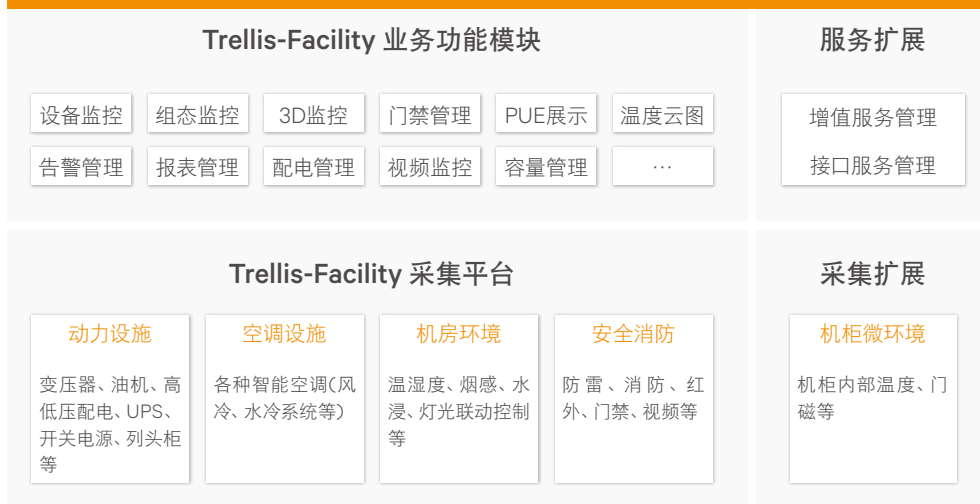 Trellis-Facility 业务功能模块
服务扩展
设备监控
组态监控
3D监控
门禁管理
PUE展示
温度云图
告警管理
报表管理
配电管理
视频监控
容量管理
…
增值服务管理
接口服务管理
Trellis-Facility 采集平台
采集扩展
动力设施
变压器、油机、高
低压配电、UPS、
开关电源、列头柜
等
空调设施
各种智能空调(风
冷、水冷系统等)
机房环境
温湿度、烟感、水
浸、灯光联动控制
等
安全消防
防雷、消防、红
外、门禁、视频等
机柜微环境
机柜内部温度、门
磁等